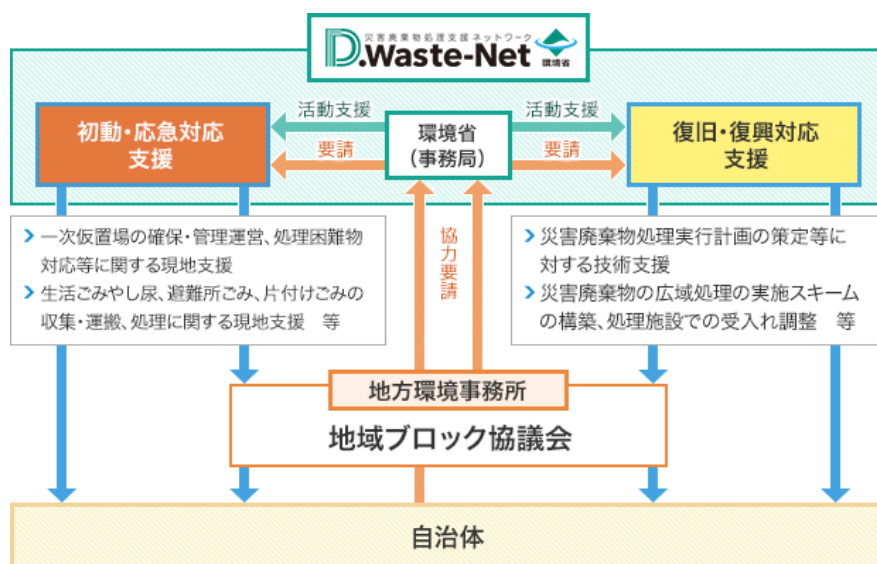 災害廃棄物処理支援ネットワーク
D.Waste-Net
環境省
初動・応急対応
支援
活動支援
要請
環境省
(事務局)
活動支援
要請
復旧・復興対応
支援
一次仮置場の確保・管理運営、処理困難物
対応等に関する現地支援
生活ごみやし尿、避難所ごみ、片付けごみの
収集・運搬、処理に関する現地支援 等
協力要請
災害廃棄物処理実行計画の策定等に
対する技術支援
災害廃棄物の広域処理の実施スキーム
の構築、処理施設での受入れ調整 等
地方環境事務所
地域ブロック協議会
自治体